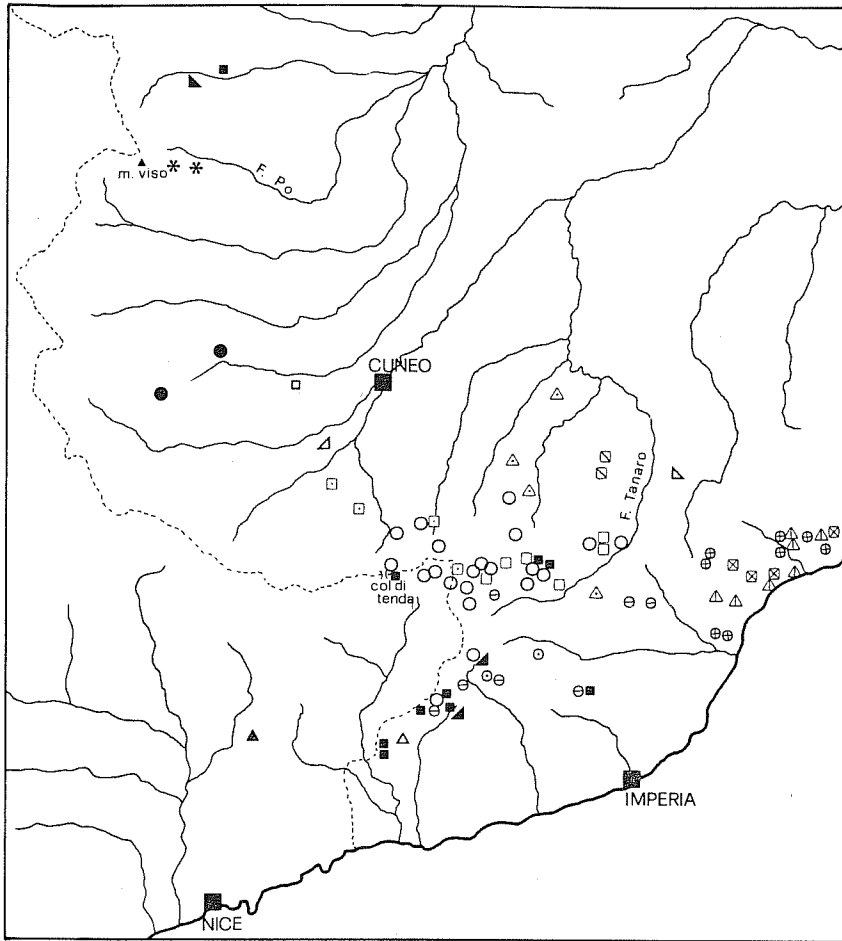 m. viso
F. Po
CUNEO
F. Tanaro
col di
tenda
IMPERIA
NICE